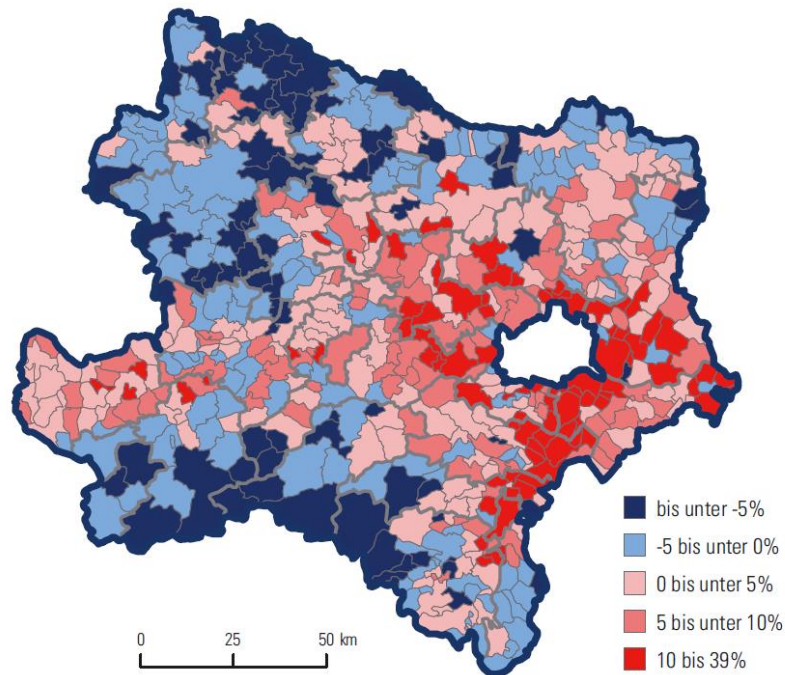 bis unter -5%
-5 bis unter 0%
0 bis unter 5%
5 bis unter 10%
10 bis 39%
0 25 50 km